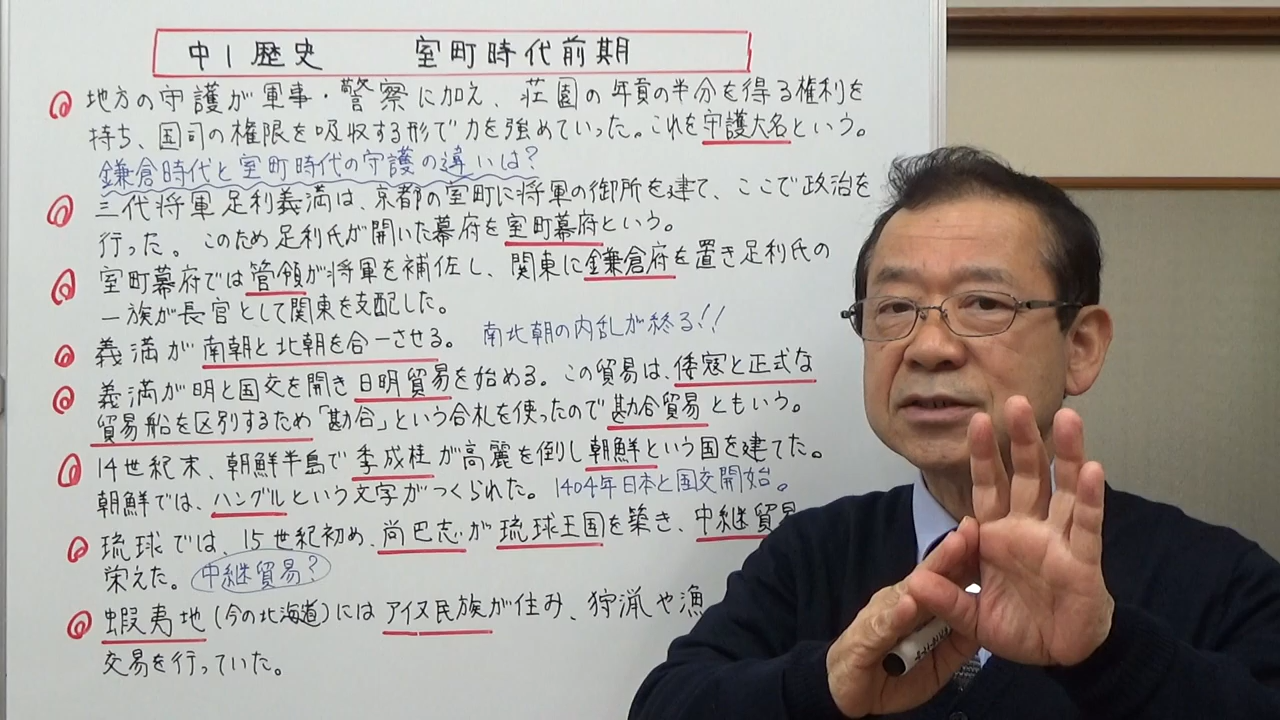 中1歴史 室町時代前期
地方の守護が軍事・警察に加え、荘園の年貢の半分を得る権利を
持ち、国司の権限を吸収する形で力を強めていった。これを守護大名という。
鎌倉時代と室町時代の守護の違いは?
三代将軍足利義満は、京都の室町に将軍の御所を建て、ここで政治を
行った。このため足利氏が開いた幕府を室町幕府という。
室町幕府では管領が将軍を補佐し、関東に鎌倉府を置き足利氏の
一族が長官として関東を支配した。
義満が南朝と北朝を合一させる。 南北朝の内乱が終る!!
義満が明と国交を開き日明貿易を始める。この貿易は、倭寇と正式な
貿易船を区別するため「勘合」という合札を使ったので勘合貿易ともいう。
14世紀末、朝鮮半島で李成桂が高麗を倒し朝鮮という国を建てた。
朝鮮では、ハングルという文字がつくられた。 1404年日本と国交開始。
琉球では、15世紀初め、尚巴志が琉球王国を築き、中継貿易
栄えた。 中継貿易?
蝦夷地(今の北海道)にはアイヌ民族が住み、狩猟や漁
交易を行っていた。